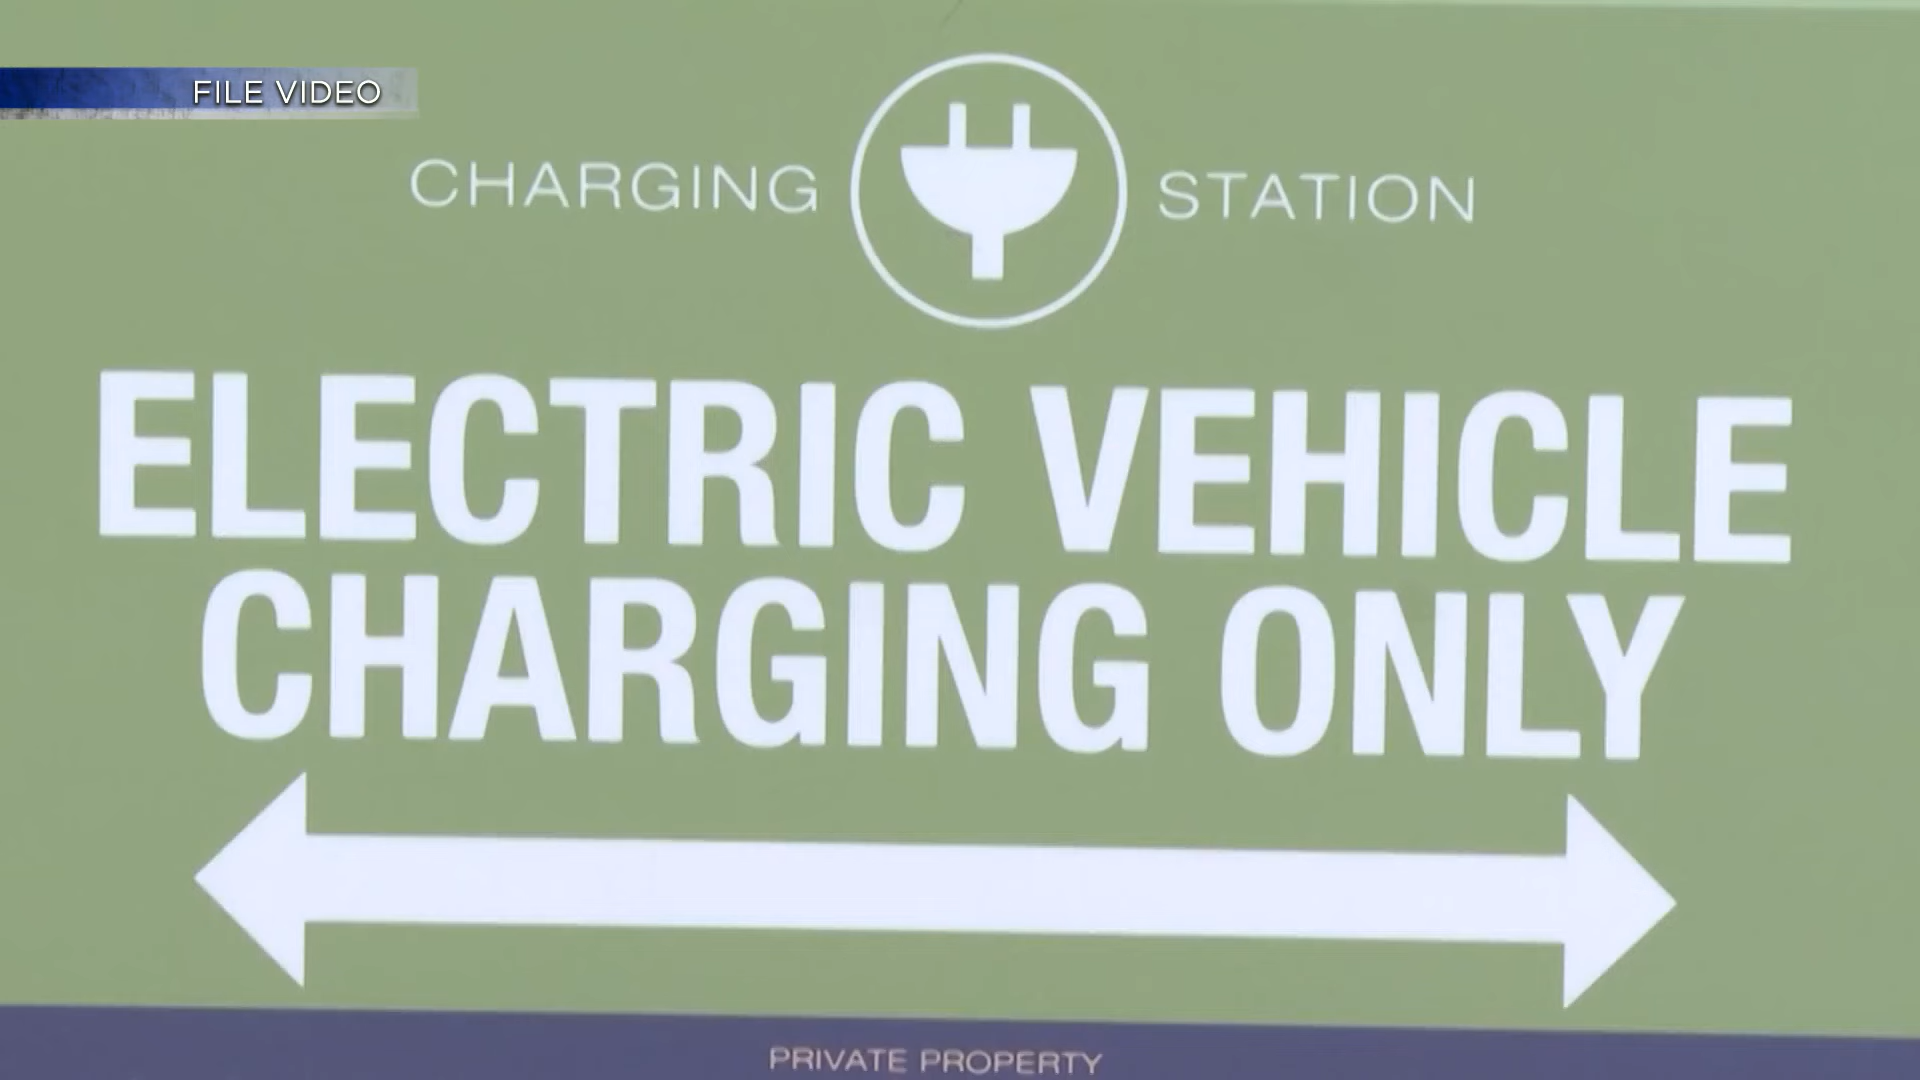 FILE VIDEO
CHARGING STATION
ELECTRIC VEHICLE
CHARGING ONLY
PRIVATE PROPERTY